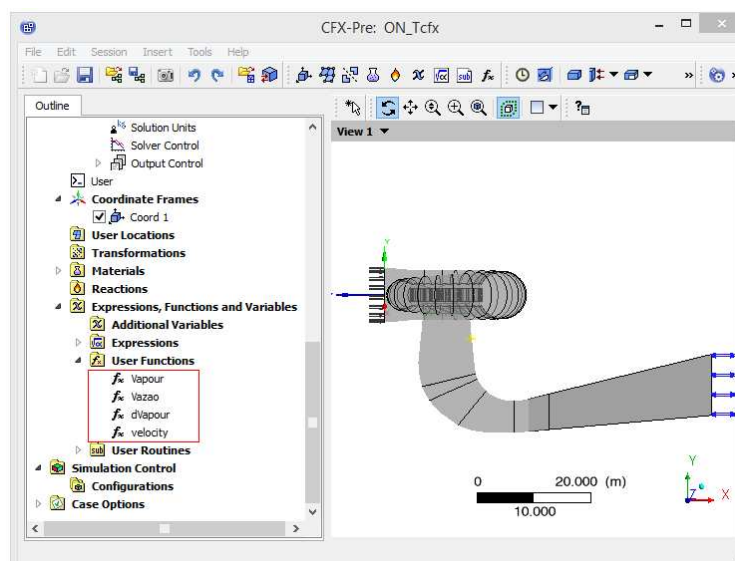 CFX-Pre: ON_Tcfx
File Edit Session Insert Tools Help
Outline
Solution Units
Solver Control
Output Control
User
Coordinate Frames
Coord 1
User Locations
Transformations
Materials
Reactions
Expressions, Functions and Variables
Additional Variables
Expressions
User Functions
Vapour
Vazao
dVapour
velocity
User Routines
Simulation Control
Configurations
Case Options
View 1
Y
0 20.000 (m)
10.000
Y
Z X